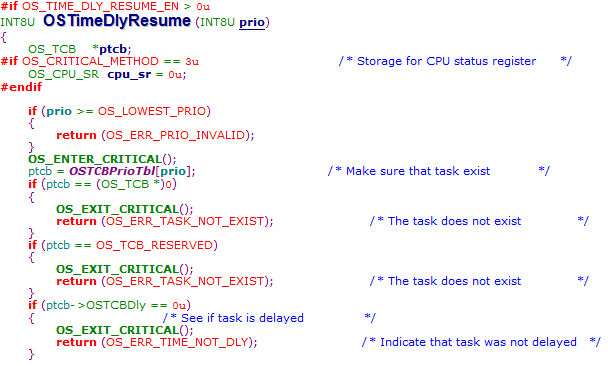 #if OS_TIME_DLY_RESUME_EN > 0u
INT8U OSTimeDlyResume (INT8U prio)
{
OS_TCB *ptcb;
#if OS_CRITICAL_METHOD == 3u /* Storage for CPU status register */
OS_CPU_SR cpu_sr = 0u;
#endif
if (prio >= OS_LOWEST_PRIO)
{
return (OS_ERR_PRIO_INVALID);
}
OS_ENTER_CRITICAL();
ptcb = OSTCBPrioTbl[prio]; /* Make sure that task exist */
if (ptcb == (OS_TCB *)0)
{
OS_EXIT_CRITICAL();
return (OS_ERR_TASK_NOT_EXIST); /* The task does not exist */
}
if (ptcb == OS_TCB_RESERVED)
{
OS_EXIT_CRITICAL();
return (OS_ERR_TASK_NOT_EXIST); /* The task does not exist */
}
if (ptcb->OSTCBDly == 0u)
{ /* See if task is delayed */
OS_EXIT_CRITICAL();
return (OS_ERR_TIME_NOT_DLY); /* Indicate that task was not delayed */
}